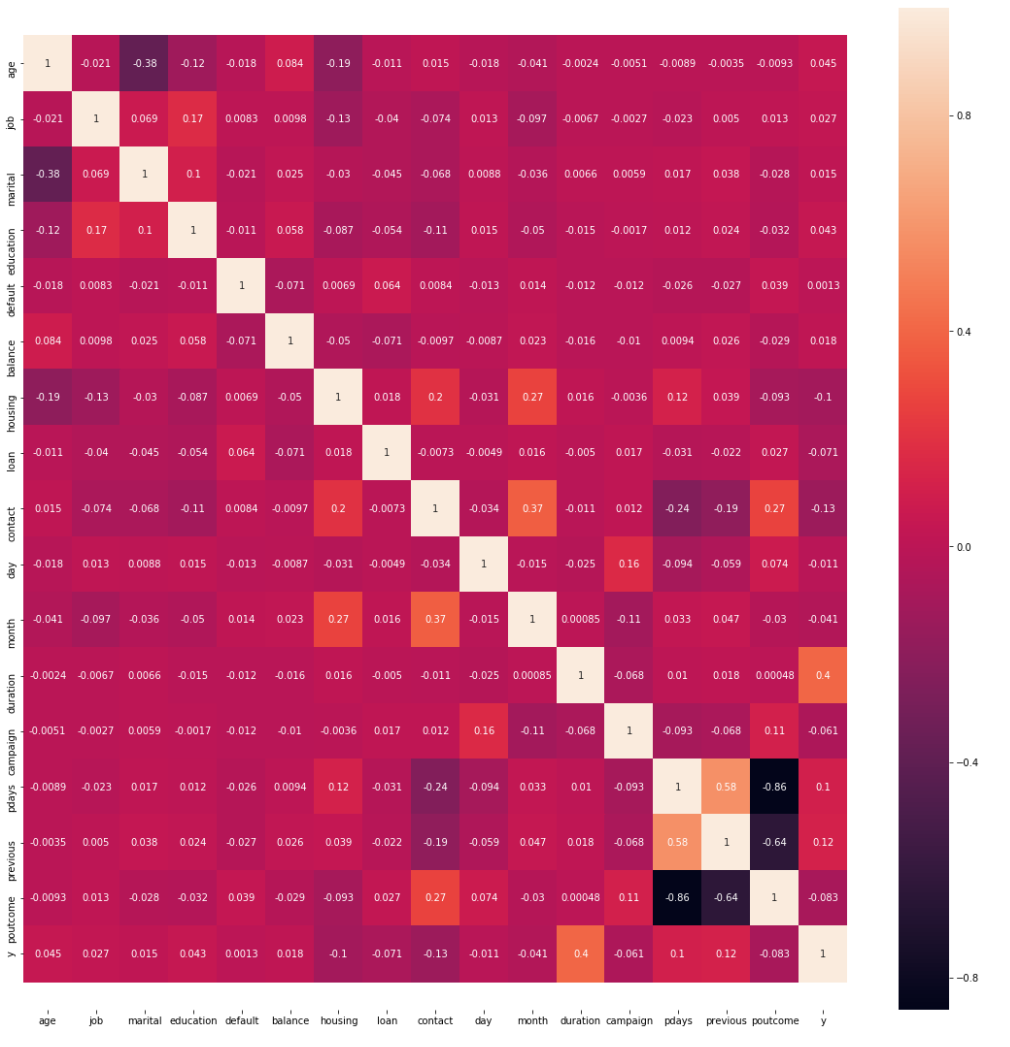 age 1 -0.021 -0.38 -0.12 -0.018 0.084 -0.19 -0.011 0.015 -0.018 -0.041 -0.0024 -0.0051 -0.0089 -0.0035 -0.0093 0.045
job -0.021 1 0.069 0.17 0.0083 0.0098 -0.13 -0.04 -0.074 0.013 -0.097 -0.0067 -0.0027 -0.023 0.005 0.013 0.027
0.8
marital -0.38 0.069 1 0.1 -0.021 0.025 -0.03 -0.045 -0.068 0.0088 -0.036 0.0066 0.0059 0.017 0.038 -0.028 0.015
education -0.12 0.17 0.1 1 -0.011 0.058 -0.087 -0.054 -0.11 0.015 -0.05 -0.015 -0.0017 0.012 0.024 -0.032 0.043
default -0.018 0.0083 -0.021 -0.011 1 -0.071 0.0069 0.064 0.0084 -0.013 0.014 -0.012 -0.012 -0.026 -0.027 0.039 0.0013
0.4
balance 0.084 0.0098 0.025 0.058 -0.071 1 -0.05 -0.071 -0.0097 -0.0087 0.023 -0.016 -0.01 0.0094 0.026 -0.029 0.018
housing -0.19 -0.13 -0.03 -0.087 0.0069 -0.05 1 0.018 0.2 -0.031 0.27 0.016 -0.0036 0.12 0.039 -0.093 -0.1
loan -0.011 -0.04 -0.045 -0.054 0.064 -0.071 0.018 1 -0.0073 -0.0049 0.016 -0.005 0.017 -0.031 -0.022 0.027 -0.071
contact 0.015 -0.074 -0.068 -0.11 0.0084 -0.0097 0.2 -0.0073 1 -0.034 0.37 -0.011 0.012 -0.24 -0.19 0.27 -0.13
0.0
day -0.018 0.013 0.0088 0.015 -0.013 -0.0087 -0.031 -0.0049 -0.034 1 -0.015 -0.025 0.16 -0.094 -0.059 0.074 -0.011
month -0.041 -0.097 -0.036 -0.05 0.014 0.023 0.27 0.016 0.37 -0.015 1 0.00085 -0.11 0.033 0.047 -0.03 -0.041
duration -0.0024 -0.0067 0.0066 -0.015 -0.012 -0.016 0.016 -0.005 -0.011 -0.025 0.00085 1 -0.068 0.01 0.018 0.00048 0.4
campaign -0.0051 -0.0027 0.0059 -0.0017 -0.012 -0.01 -0.0036 0.017 0.012 0.16 -0.11 -0.068 1 -0.093 -0.068 0.11 -0.061
−0.4
pdays -0.0089 -0.023 0.017 0.012 -0.026 0.0094 0.12 -0.031 -0.24 -0.094 0.033 0.01 -0.093 1 0.58 -0.86 0.1
previous -0.0035 0.005 0.038 0.024 -0.027 0.026 0.039 -0.022 -0.19 -0.059 0.047 0.018 -0.068 0.58 1 -0.64 0.12
poutcome -0.0093 0.013 -0.028 -0.032 0.039 -0.029 -0.093 0.027 0.27 0.074 -0.03 0.00048 0.11 -0.86 -0.64 1 -0.083
y 0.045 0.027 0.015 0.043 0.0013 0.018 -0.1 -0.071 -0.13 -0.011 -0.041 0.4 -0.061 0.1 0.12 -0.083 1
−0.8
age job marital education default balance housing loan contact day month duration campaign pdays previous poutcome y